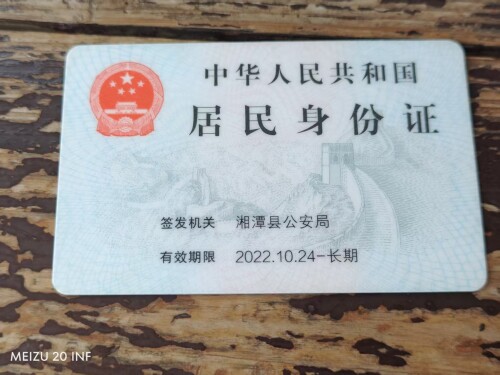 中华人民共和国
居民身份证
签发机关 湘潭县公安局
有效期限 2022.10.24-长期
MEIZU 20 INF